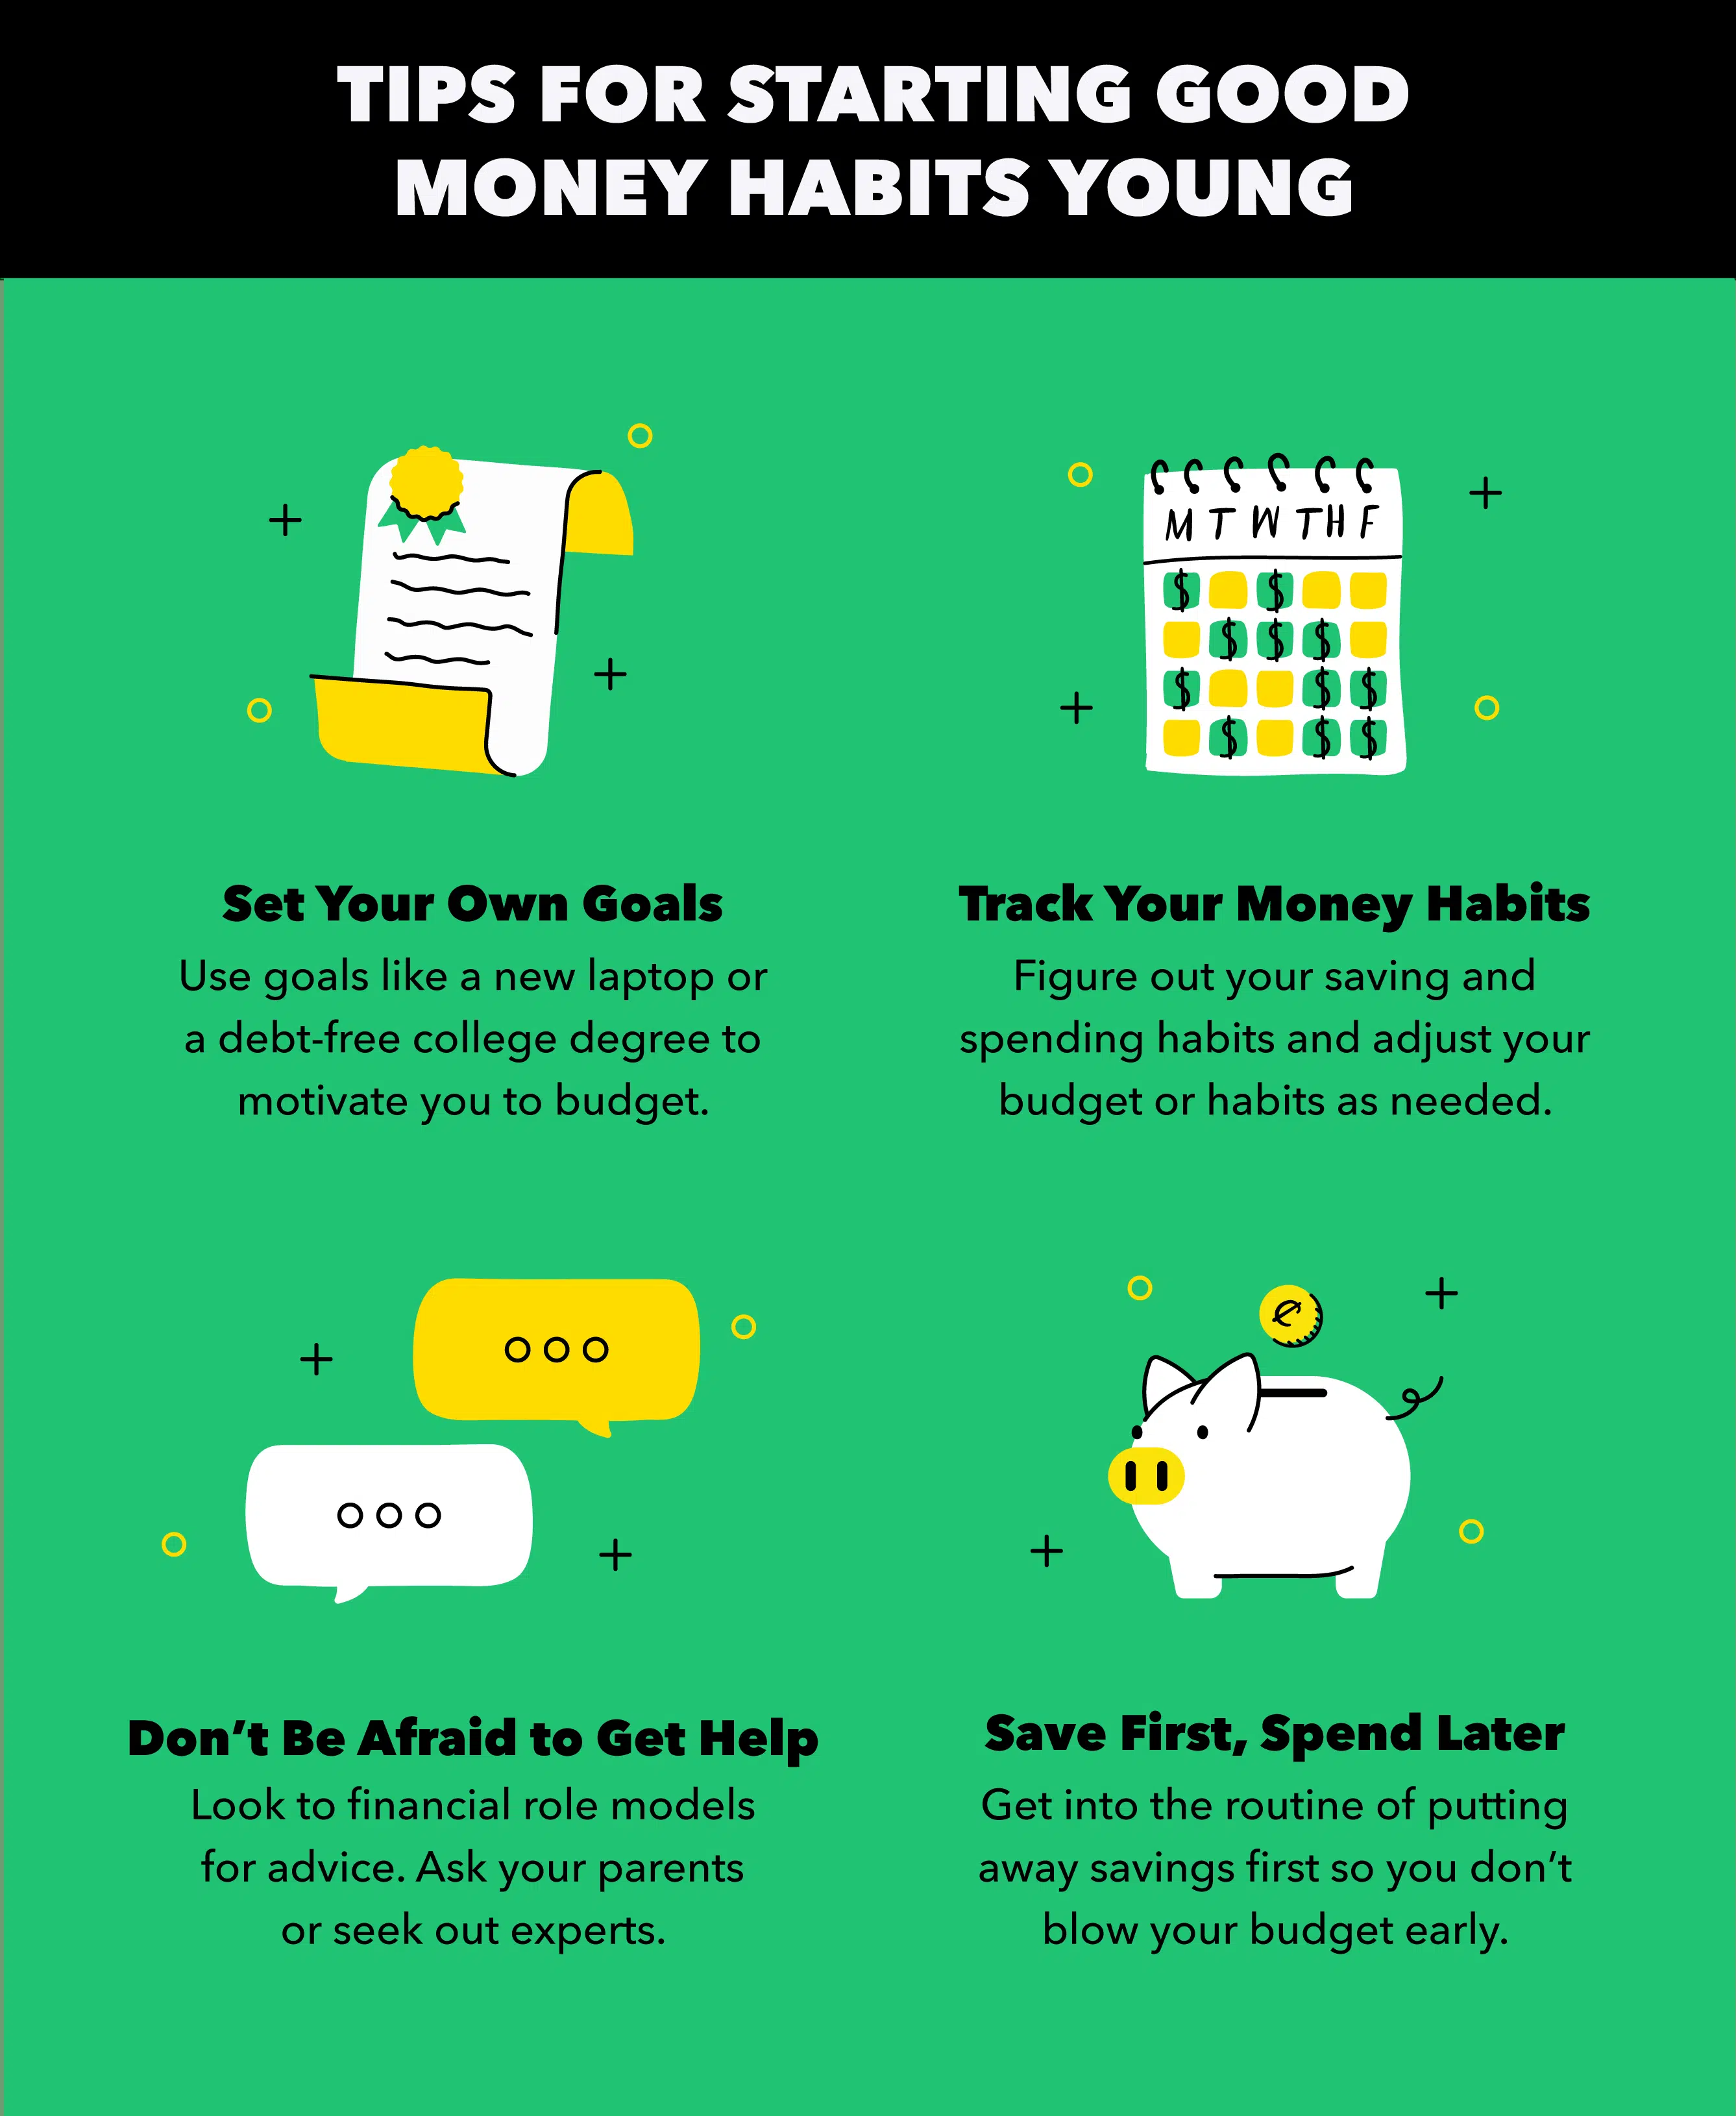 TIPS FOR STARTING GOOD
MONEY HABITS YOUNG
M T W TH F
$ $
$ $ $
$ $ $
$ $ $
Set Your Own Goals
Use goals like a new laptop or
a debt-free college degree to
motivate you to budget.
Track Your Money Habits
Figure out your saving and
spending habits and adjust your
budget or habits as needed.
Don’t Be Afraid to Get Help
Look to financial role models
for advice. Ask your parents
or seek out experts.
¢
Save First, Spend Later
Get into the routine of putting
away savings first so you don’t
blow your budget early.